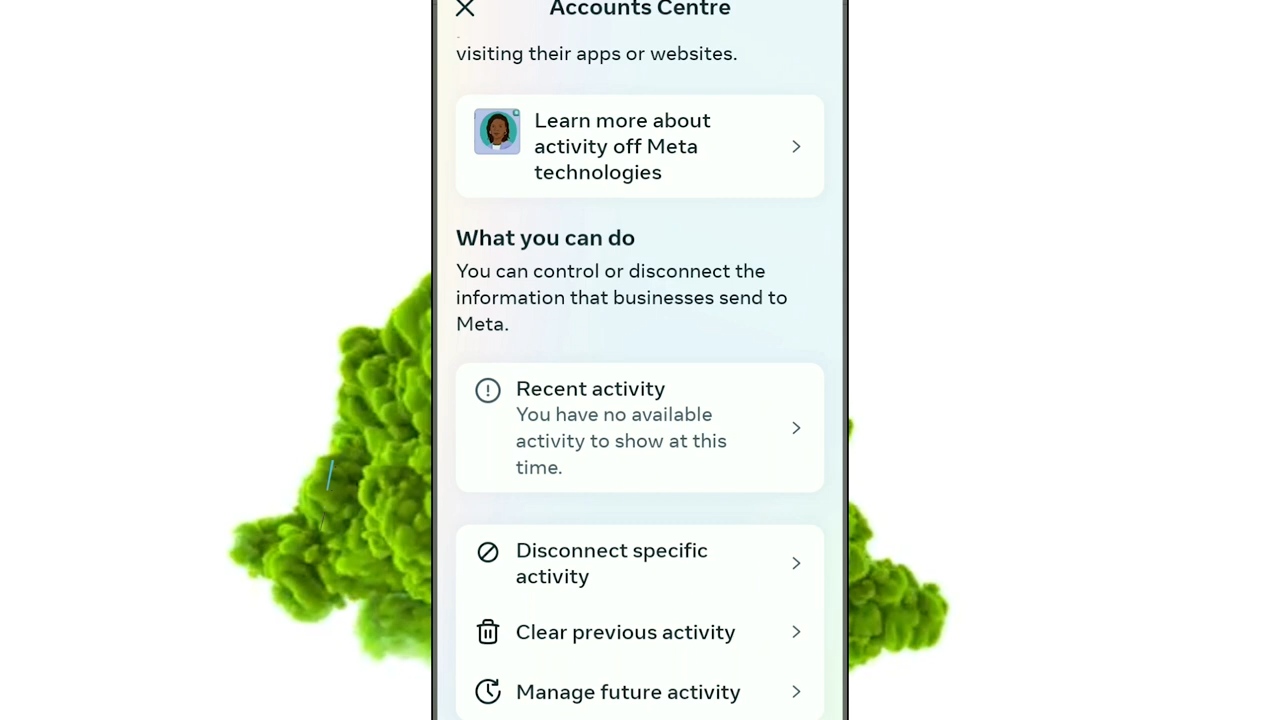 Accounts Centre
visiting their apps or websites.
Learn more about
activity off Meta
technologies
What you can do
You can control or disconnect the
information that businesses send to
Meta.
Recent activity
You have no available
activity to show at this
time.
Disconnect specific
activity
Clear previous activity
Manage future activity